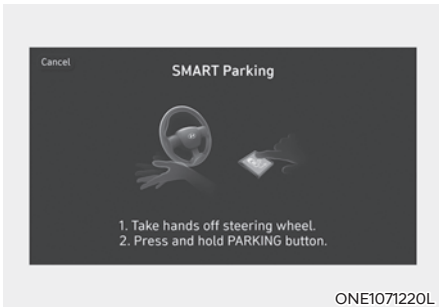 Cancel
SMART Parking
1. Take hands off steering wheel.
2. Press and hold PARKING button.
ONE1071220L